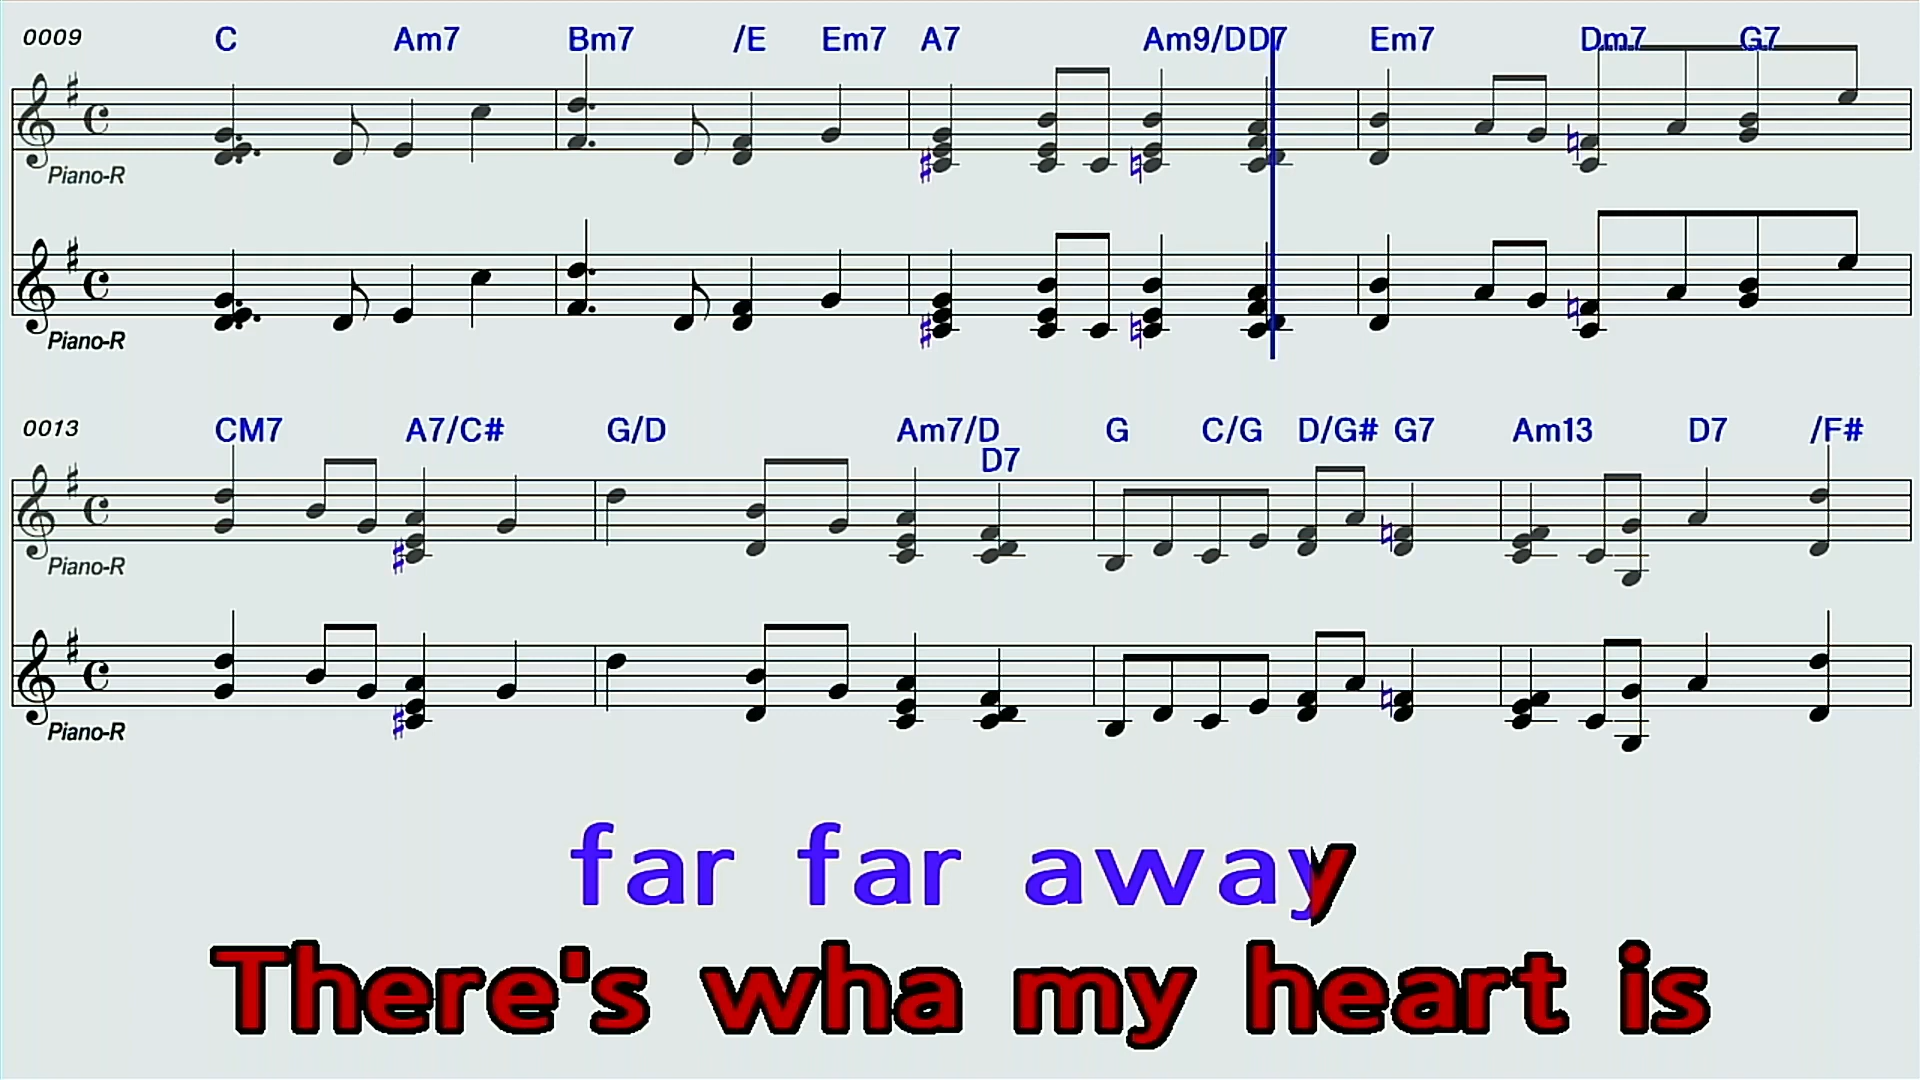 0009 C Am7 Bm7 /E Em7 A7 Am9/D D7 Em7 Dm7 G7
Piano-R
Piano-R
0013 CM7 A7/C# G/D Am7/D G C/G D/G# G7 Am13 D7 /F#
D7
Piano-R
Piano-R
far far away
There's wha my heart is